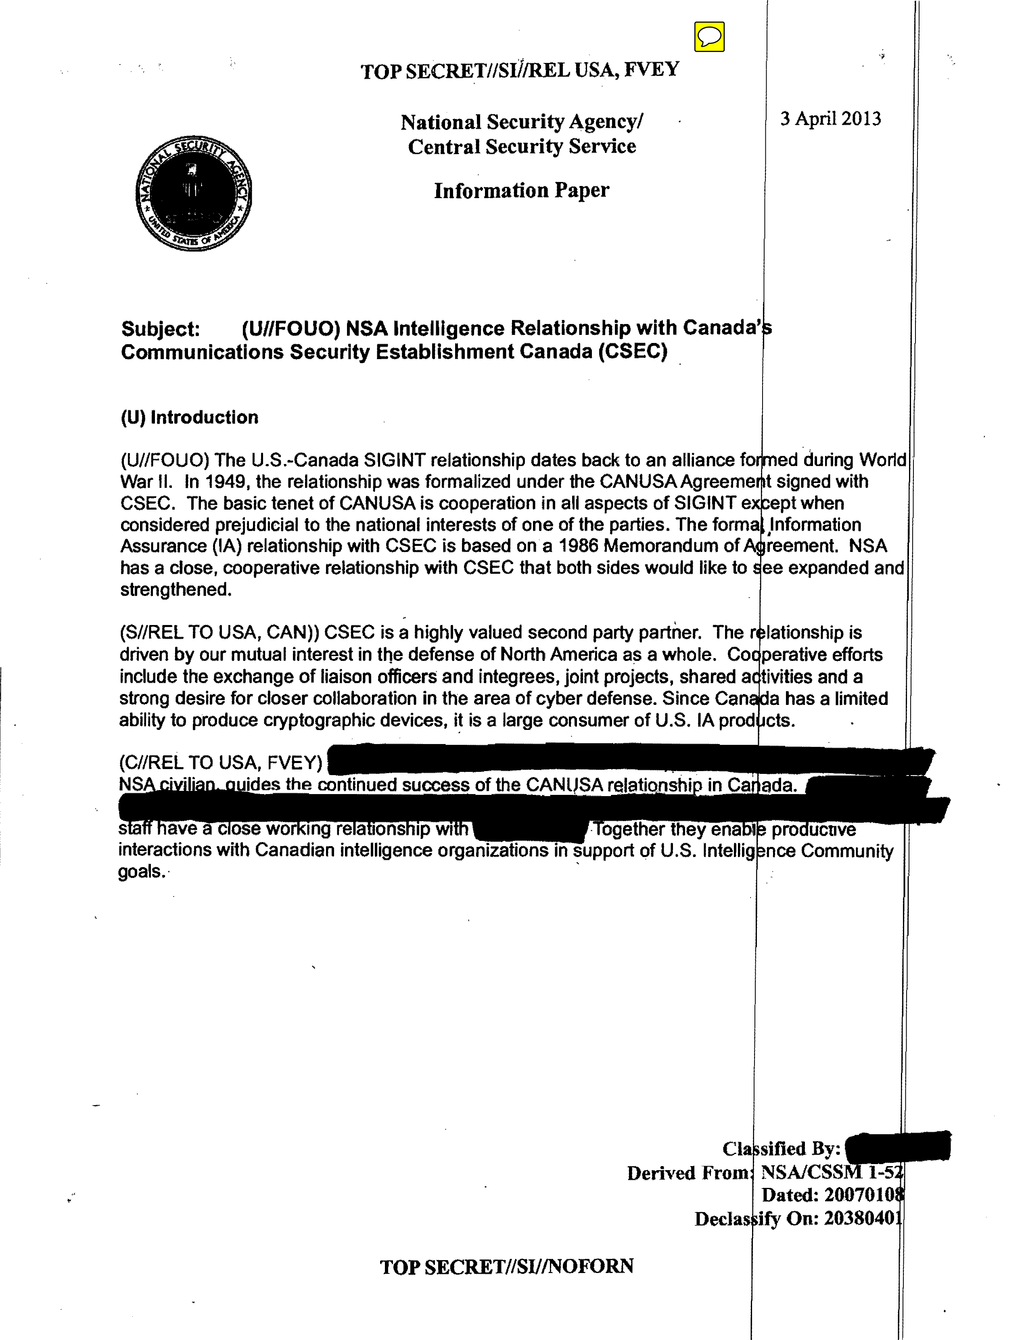 TOP SECRET//SI//REL USA, FVEY
National Security Agency/
Central Security Service
3 April 2013
Information Paper
NATIONAL SECURITY AGENCY
UNITED STATES OF AMERICA
Subject: (U//FOUO) NSA Intelligence Relationship with Canada's
Communications Security Establishment Canada (CSEC)
(U) Introduction
(U//FOUO) The U.S.-Canada SIGINT relationship dates back to an alliance formed during World
War II. In 1949, the relationship was formalized under the CANUSA Agreement signed with
CSEC. The basic tenet of CANUSA is cooperation in all aspects of SIGINT except when
considered prejudicial to the national interests of one of the parties. The formal Information
Assurance (IA) relationship with CSEC is based on a 1986 Memorandum of Agreement. NSA
has a close, cooperative relationship with CSEC that both sides would like to see expanded and
strengthened.
(S//REL TO USA, CAN)) CSEC is a highly valued second party partner. The relationship is
driven by our mutual interest in the defense of North America as a whole. Cooperative efforts
include the exchange of liaison officers and integrees, joint projects, shared activities and a
strong desire for closer collaboration in the area of cyber defense. Since Canada has a limited
ability to produce cryptographic devices, it is a large consumer of U.S. IA products.
(C//REL TO USA, FVEY)
NSA civilian, guides the continued success of the CANUSA relationship in Canada.
staff have a close working relationship with Together they enable productive
interactions with Canadian intelligence organizations in support of U.S. Intelligence Community
goals.
Classified By:
Derived From: NSA/CSSM 1-52
Dated: 20070108
Declassify On: 20380401
TOP SECRET//SI//NOFORN